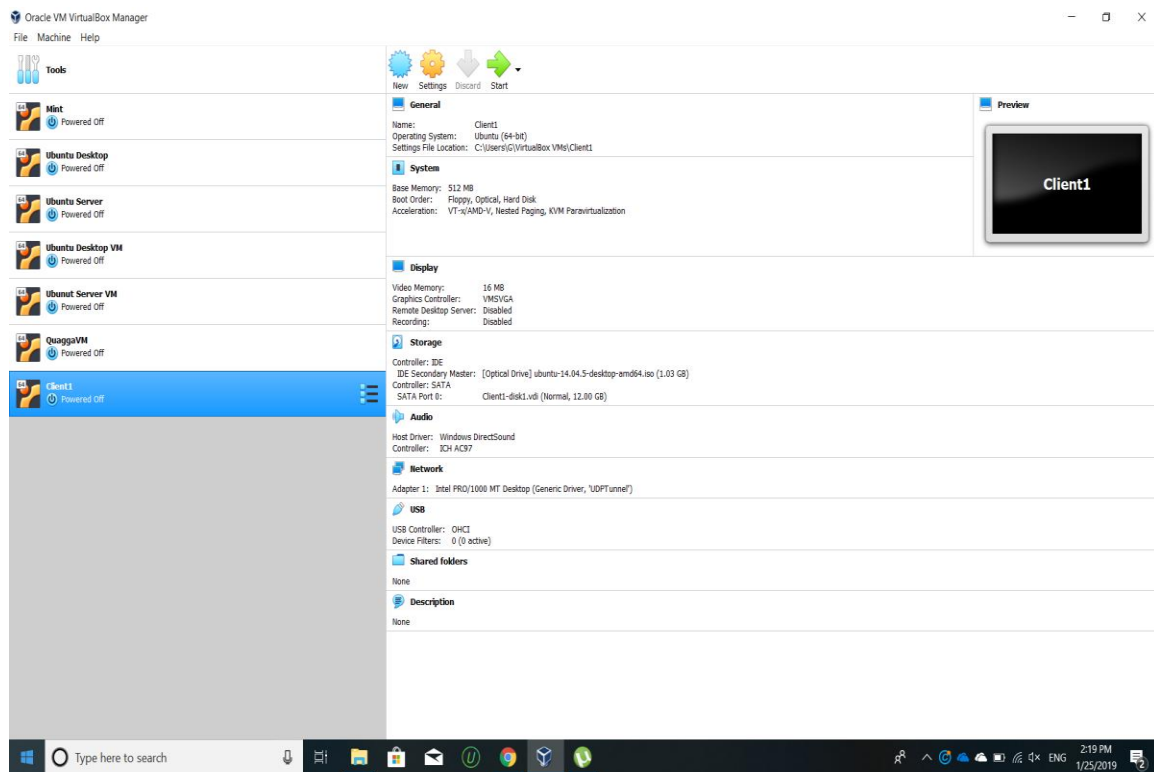 Oracle VM VirtualBox Manager
File Machine Help
Tools
Mint
Powered Off
Ubuntu Desktop
Powered Off
Ubuntu Server
Powered Off
Ubuntu Desktop VM
Powered Off
Ubunut Server VM
Powered Off
QuaggaVM
Powered Off
Client1
Powered Off
New Settings Discard Start
General
Name: Client1
Operating System: Ubuntu (64-bit)
Settings File Location: C:\Users\G\VirtualBox VMs\Client1
System
Base Memory: 512 MB
Boot Order: Floppy, Optical, Hard Disk
Acceleration: VT-x/AMD-V, Nested Paging, KVM Paravirtualization
Preview
Client1
Display
Video Memory: 16 MB
Graphics Controller: VMSVGA
Remote Desktop Server: Disabled
Recording: Disabled
Storage
Controller: IDE
IDE Secondary Master: [Optical Drive] ubuntu-14.04.5-desktop-amd64.iso (1.03 GB)
Controller: SATA
SATA Port 0: Client1-disk1.vdi (Normal, 12.00 GB)
Audio
Host Driver: Windows DirectSound
Controller: ICH AC97
Network
Adapter 1: Intel PRO/1000 MT Desktop (Generic Driver, 'UDPTunnel')
USB
USB Controller: OHCI
Device Filters: 0 (0 active)
Shared folders
None
Description
None
Type here to search
ENG
2:19 PM
1/25/2019
2